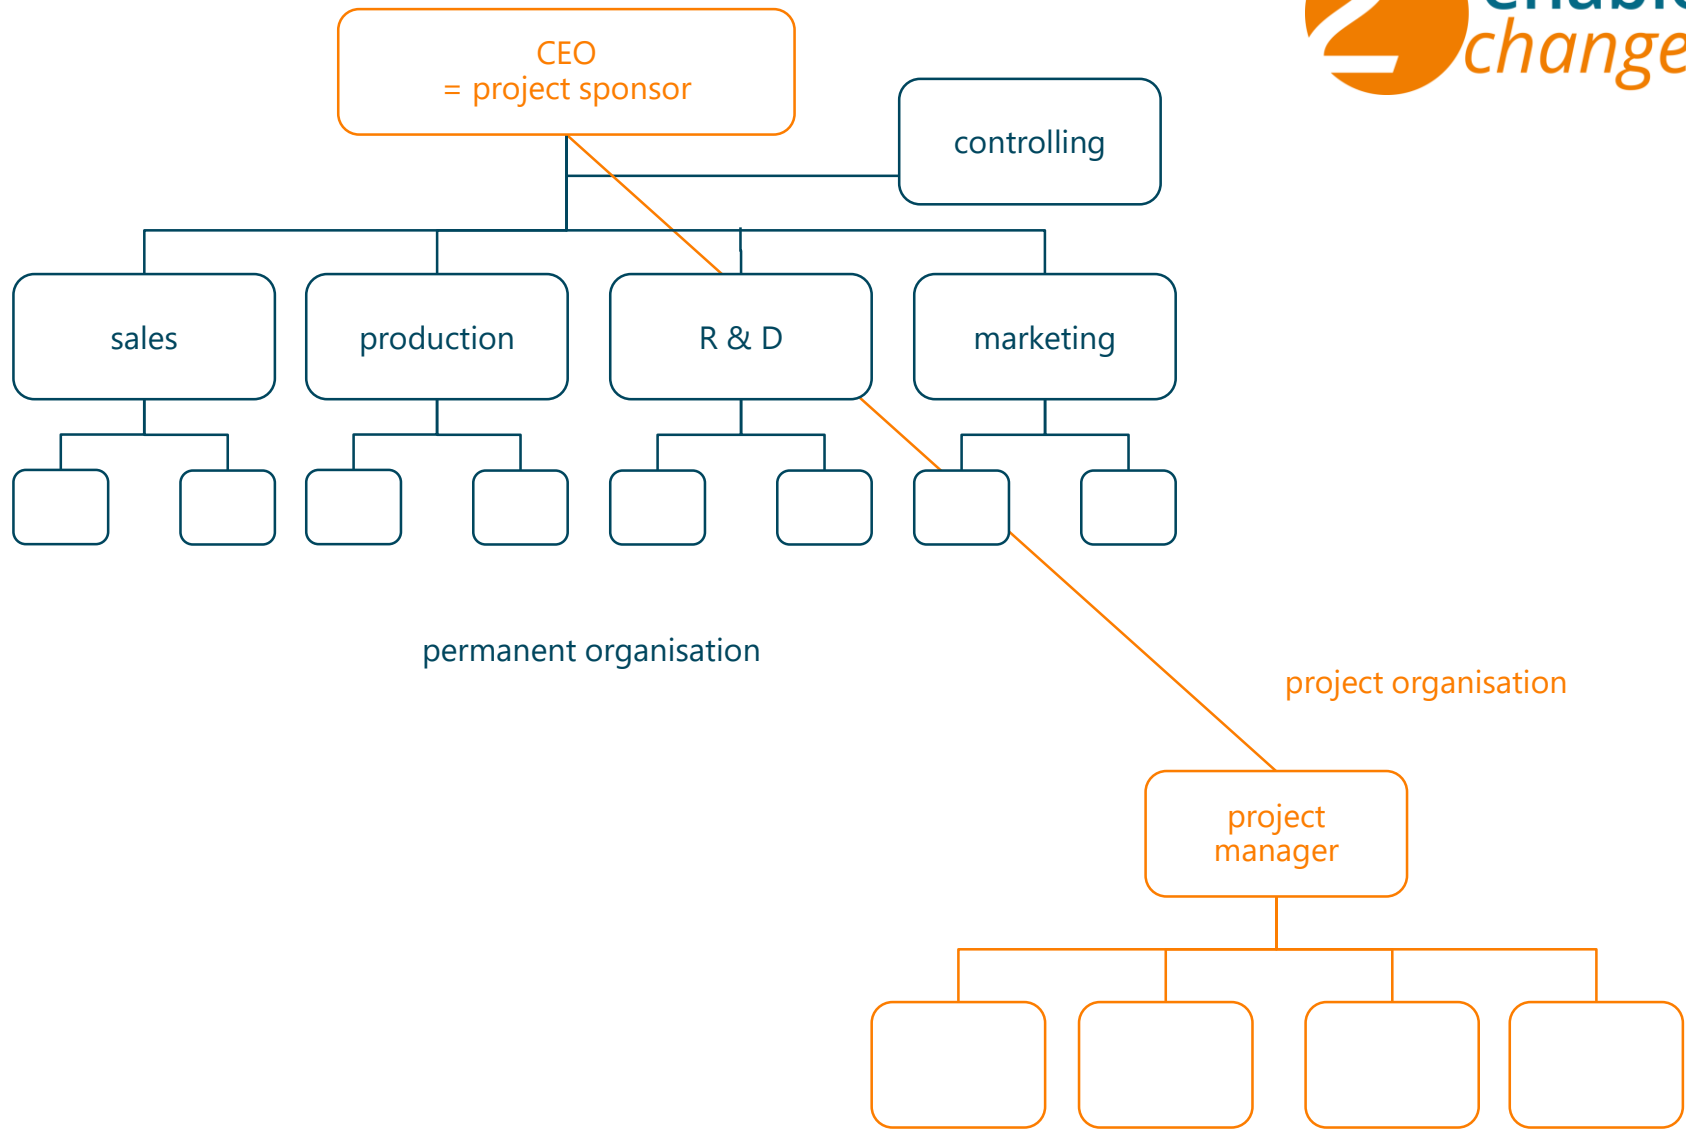 change
CEO
= project sponsor
controlling
sales
production
R & D
marketing
permanent organisation
project organisation
project
manager